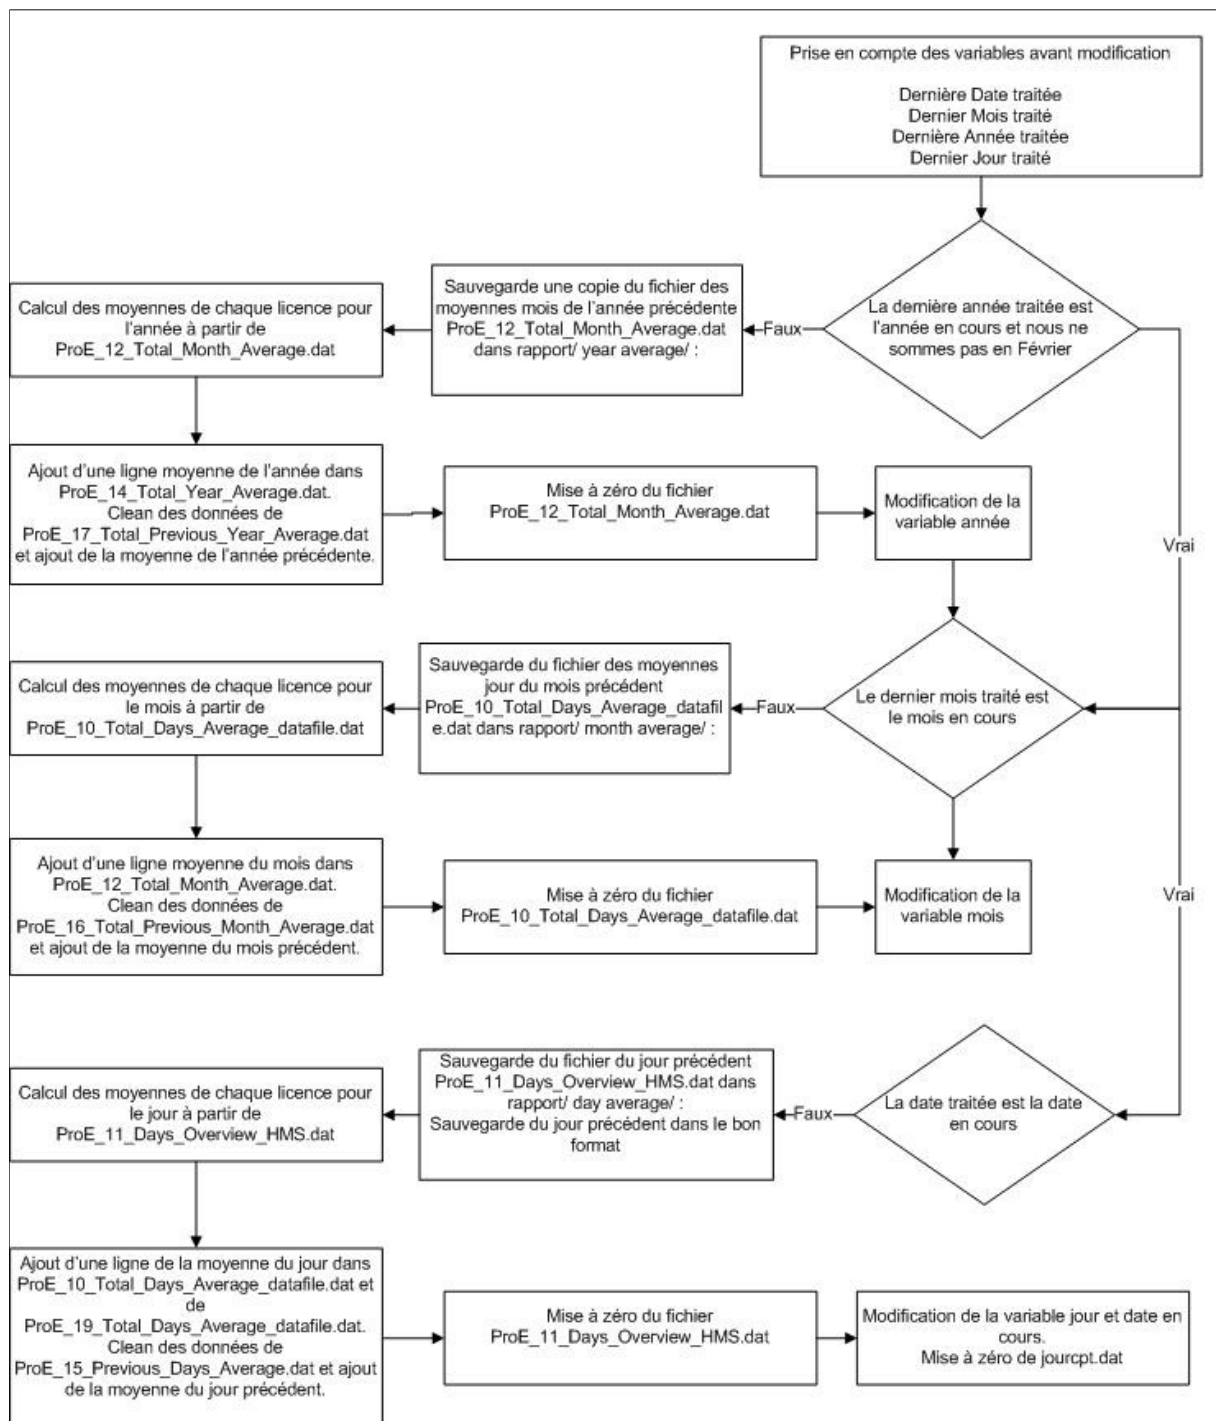 Prise en compte des variables avant modification
Dernière Date traitée
Dernier Mois traité
Dernière Année traitée
Dernier Jour traité
La dernière année traitée est
l'année en cours et nous ne
sommes pas en Février
Faux
Vrai
Sauvegarde une copie du fichier des
moyennes mois de l'année précédente
ProE_12_Total_Month_Average.dat
dans rapport/ year average/ :
Calcul des moyennes de chaque licence pour
l'année à partir de
ProE_12_Total_Month_Average.dat
Ajout d'une ligne moyenne de l'année dans
ProE_14_Total_Year_Average.dat.
Clean des données de
ProE_17_Total_Previous_Year_Average.dat
et ajout de la moyenne de l'année précédente.
Mise à zéro du fichier
ProE_12_Total_Month_Average.dat
Modification de la
variable année
Le dernier mois traité est
le mois en cours
Faux
Vrai
Sauvegarde du fichier des moyennes
jour du mois précédent
ProE_10_Total_Days_Average_datafil
e.dat dans rapport/ month average/ :
Calcul des moyennes de chaque licence pour
le mois à partir de
ProE_10_Total_Days_Average_datafile.dat
Ajout d'une ligne moyenne du mois dans
ProE_12_Total_Month_Average.dat.
Clean des données de
ProE_16_Total_Previous_Month_Average.dat
et ajout de la moyenne du mois précédent.
Mise à zéro du fichier
ProE_10_Total_Days_Average_datafile.dat
Modification de la
variable mois
La date traitée est la date
en cours
Faux
Sauvegarde du fichier du jour précédent
ProE_11_Days_Overview_HMS.dat dans
rapport/ day average/ :
Sauvegarde du jour précédent dans le bon
format
Calcul des moyennes de chaque licence pour
le jour à partir de
ProE_11_Days_Overview_HMS.dat
Ajout d'une ligne de la moyenne du jour dans
ProE_10_Total_Days_Average_datafile.dat et
de
ProE_19_Total_Days_Average_datafile.dat.
Clean des données de
ProE_15_Previous_Days_Average.dat et ajout
de la moyenne du jour précédent.
Mise à zéro du fichier
ProE_11_Days_Overview_HMS.dat
Modification de la variable jour et date en
cours.
Mise à zéro de jourcpt.dat